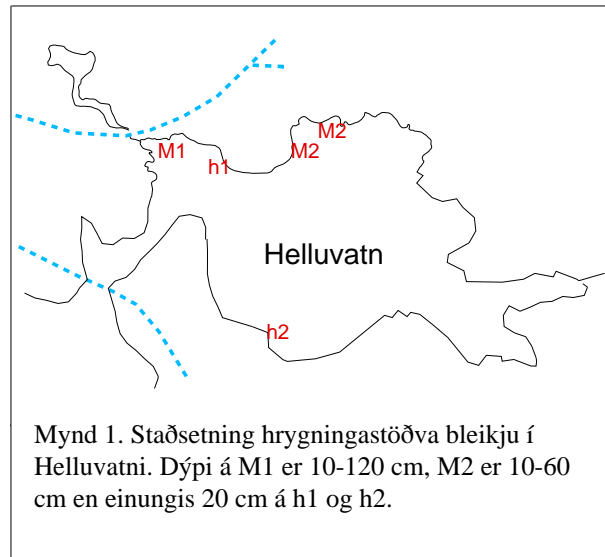 M2
M1
M2
h1
Helluvatn
h2
Mynd 1. Staðsetning hrygningastöðva bleikju í
Helluvatni. Dýpi á M1 er 10-120 cm, M2 er 10-60
cm en einungis 20 cm á h1 og h2.